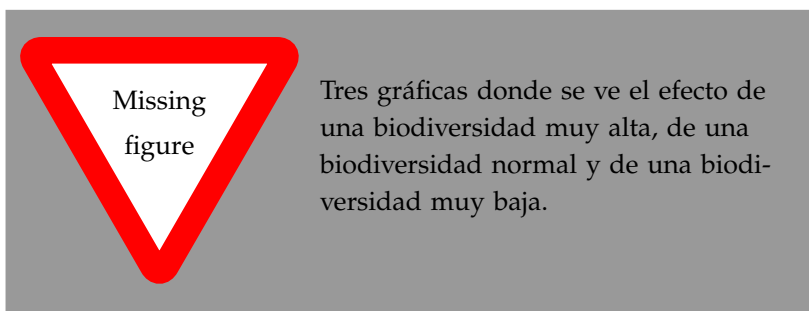 Missing
figure
Tres gráficas donde se ve el efecto de
una biodiversidad muy alta, de una
biodiversidad normal y de una biodi-
versidad muy baja.